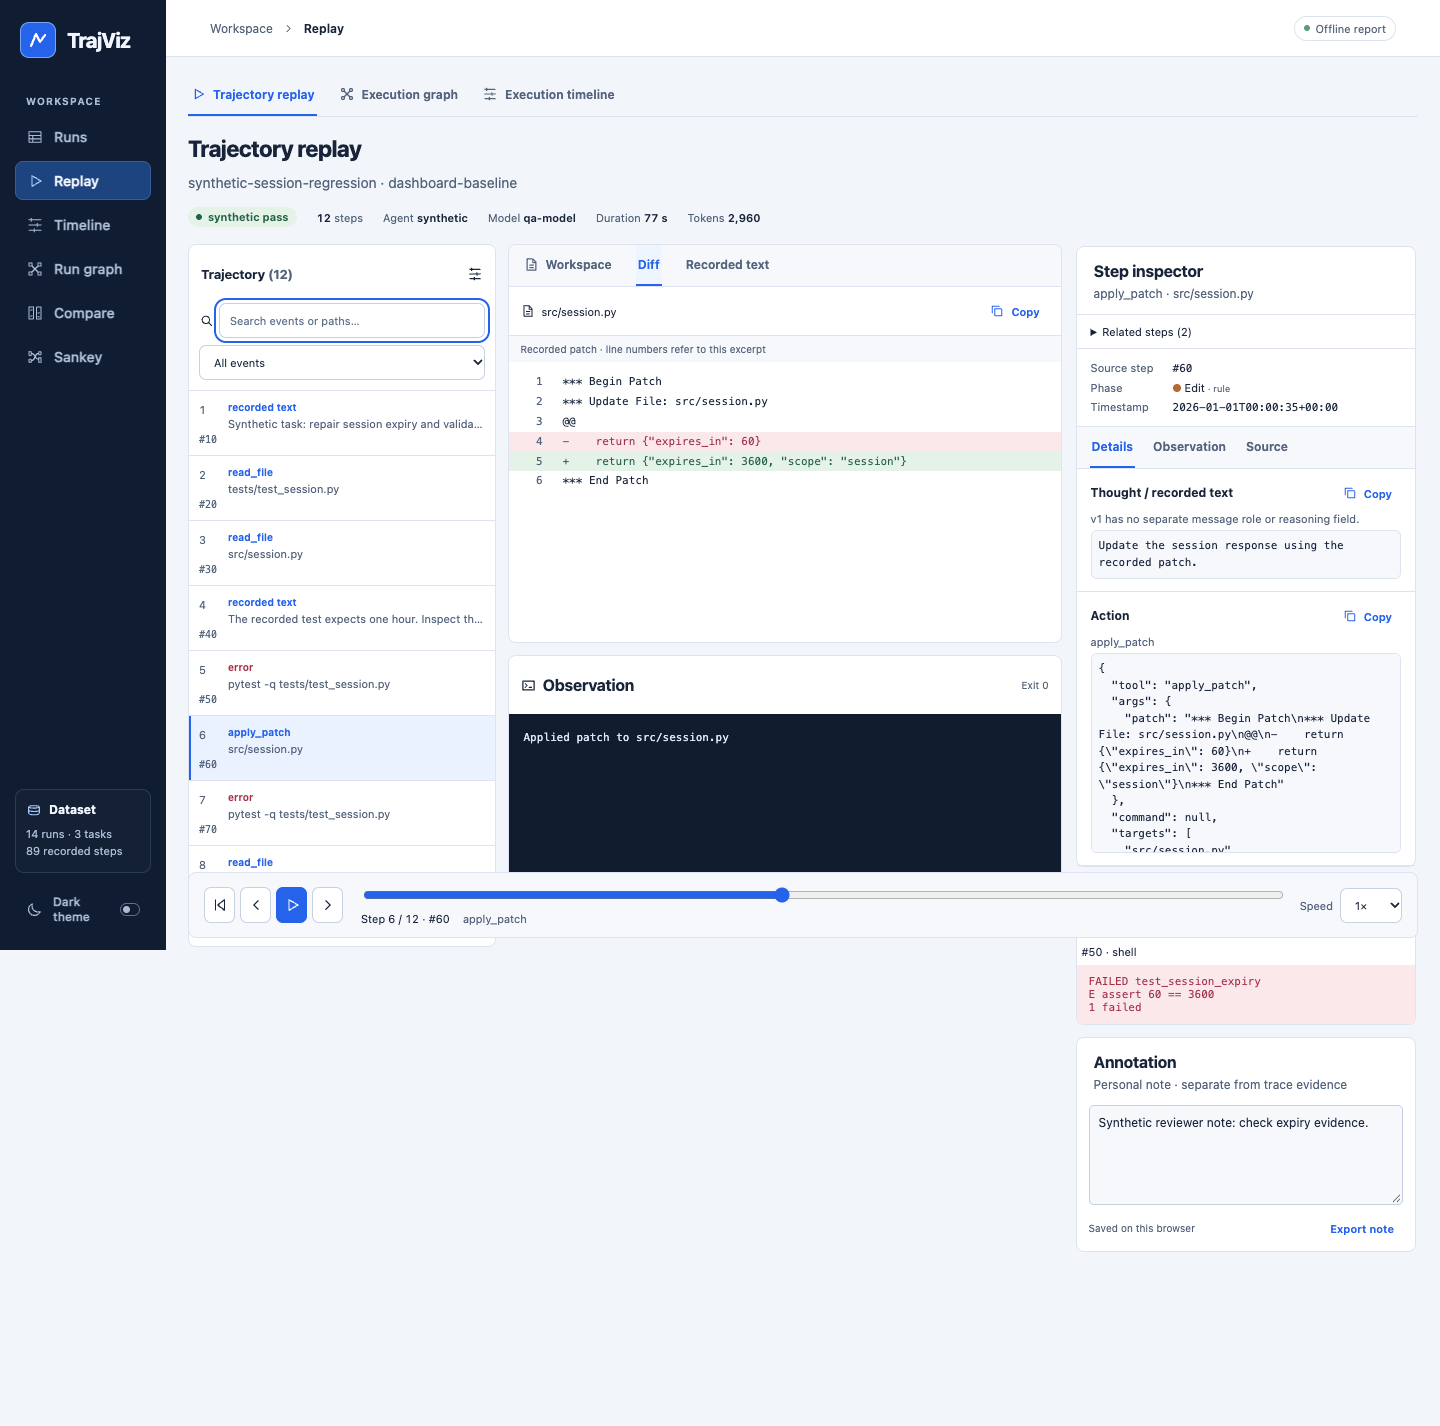 TrajViz
WORKSPACE
Runs
Replay
Timeline
Run graph
Compare
Sankey
Dataset
14 runs · 3 tasks
89 recorded steps
Dark
theme
Workspace > Replay
Offline report
Trajectory replay
Execution graph
Execution timeline
Trajectory replay
synthetic-session-regression · dashboard-baseline
synthetic pass
12 steps
Agent synthetic
Model qa-model
Duration 77 s
Tokens 2,960
Trajectory (12)
Search events or paths...
All events
1 recorded text
Synthetic task: repair session expiry and valida...
#10
2 read_file
tests/test_session.py
#20
3 read_file
src/session.py
#30
4 recorded text
The recorded test expects one hour. Inspect th...
#40
5 error
pytest -q tests/test_session.py
#50
6 apply_patch
src/session.py
#60
7 error
pytest -q tests/test_session.py
#70
8 read_file
Workspace
Diff
Recorded text
src/session.py
Copy
Recorded patch · line numbers refer to this excerpt
1 *** Begin Patch
2 *** Update File: src/session.py
3 @@
4 -    return {"expires_in": 60}
5 +    return {"expires_in": 3600, "scope": "session"}
6 *** End Patch
Observation
Exit 0
Applied patch to src/session.py
Step inspector
apply_patch · src/session.py
▶ Related steps (2)
Source step #60
Phase Edit · rule
Timestamp 2026-01-01T00:00:35+00:00
Details
Observation
Source
Thought / recorded text
Copy
v1 has no separate message role or reasoning field.
Update the session response using the
recorded patch.
Action
Copy
apply_patch
{
  "tool": "apply_patch",
  "args": {
    "patch": "*** Begin Patch\n*** Update
File: src/session.py\n@@\n-    return
{\"expires_in\": 60}\n+    return
{\"expires_in\": 3600, \"scope\":
\"session\"}\n*** End Patch"
  },
  "command": null,
  "targets": [
    "src/session.py"
Step 6 / 12 · #60 apply_patch
Speed
1×
#50 · shell
FAILED test_session_expiry
E assert 60 == 3600
1 failed
Annotation
Personal note · separate from trace evidence
Synthetic reviewer note: check expiry evidence.
Saved on this browser
Export note